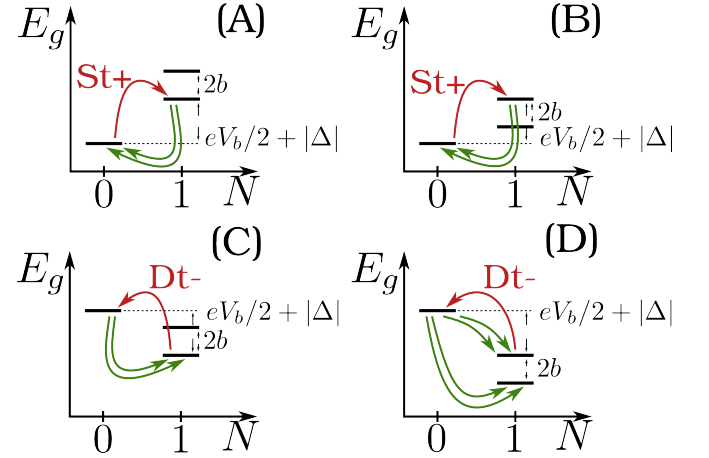 (A)
E_g
St+
2b
eV_b/2 + |Δ|
0 1 N
(B)
E_g
St+
2b
eV_b/2 + |Δ|
0 1 N
(C)
E_g
Dt-
eV_b/2 + |Δ|
2b
0 1 N
(D)
E_g
Dt-
eV_b/2 + |Δ|
2b
0 1 N